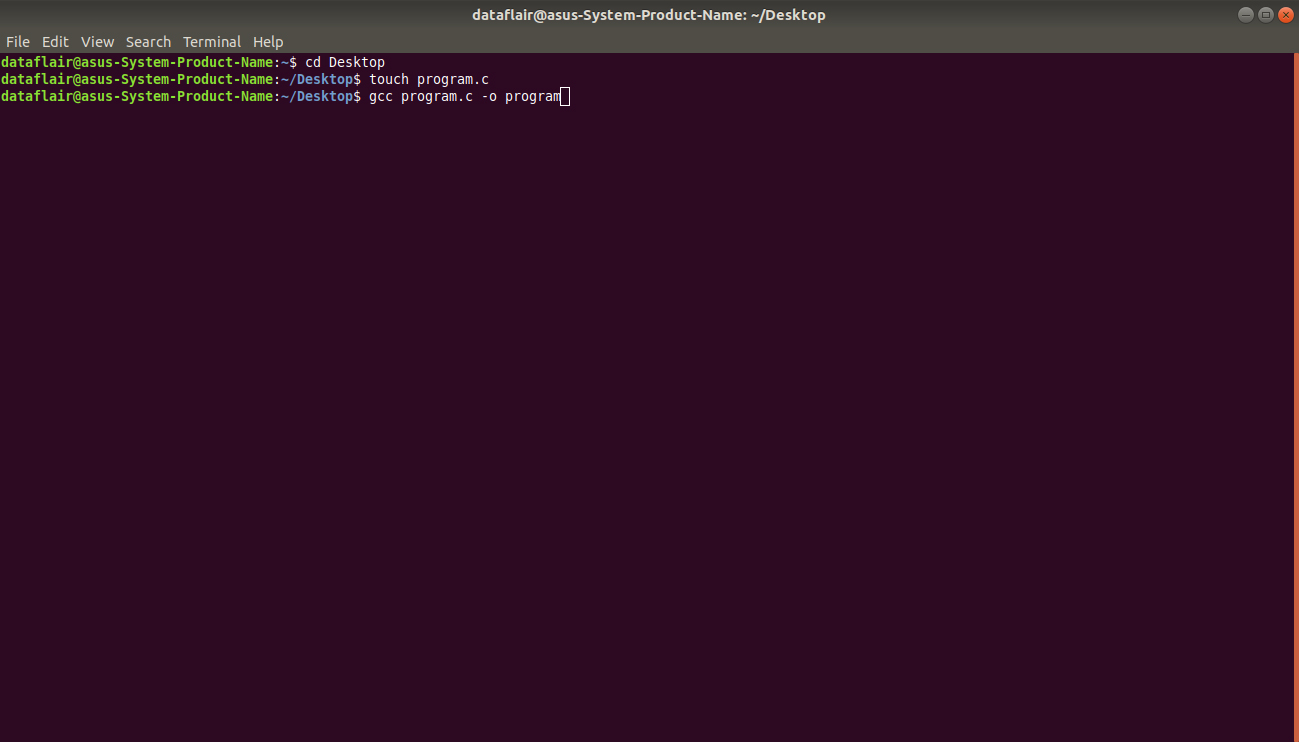 dataflair@asus-System-Product-Name: ~/Desktop
File Edit View Search Terminal Help
dataflair@asus-System-Product-Name:~$ cd Desktop
dataflair@asus-System-Product-Name:~/Desktop$ touch program.c
dataflair@asus-System-Product-Name:~/Desktop$ gcc program.c -o program